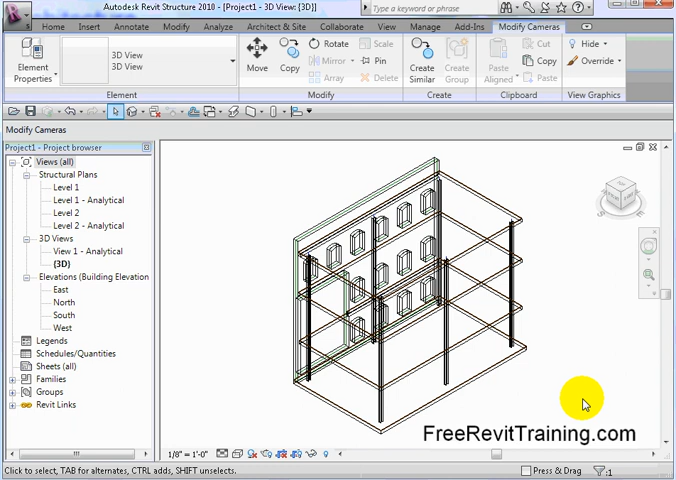 Autodesk Revit Structure 2010 - [Project1 - 3D View: {3D}]
Type a keyword or phrase
Home Insert Annotate Modify Analyze Architect & Site Collaborate View Manage Add-Ins Modify Cameras
Element Properties
3D View
3D View
Move
Copy
Rotate
Mirror
Array
Scale
Pin
Delete
Create Similar
Create Group
Paste Aligned
Cut
Copy
Paste
Hide
Override
Element Modify Create Clipboard View Graphics
Modify Cameras
Project1 - Project browser
Views (all)
Structural Plans
Level 1
Level 1 - Analytical
Level 2
Level 2 - Analytical
3D Views
View 1 - Analytical
{3D}
Elevations (Building Elevation
East
North
South
West
Legends
Schedules/Quantities
Sheets (all)
Families
Groups
Revit Links
FreeRevitTraining.com
1/8" = 1'-0"
Click to select, TAB for alternates, CTRL adds, SHIFT unselects.
Press & Drag
:1